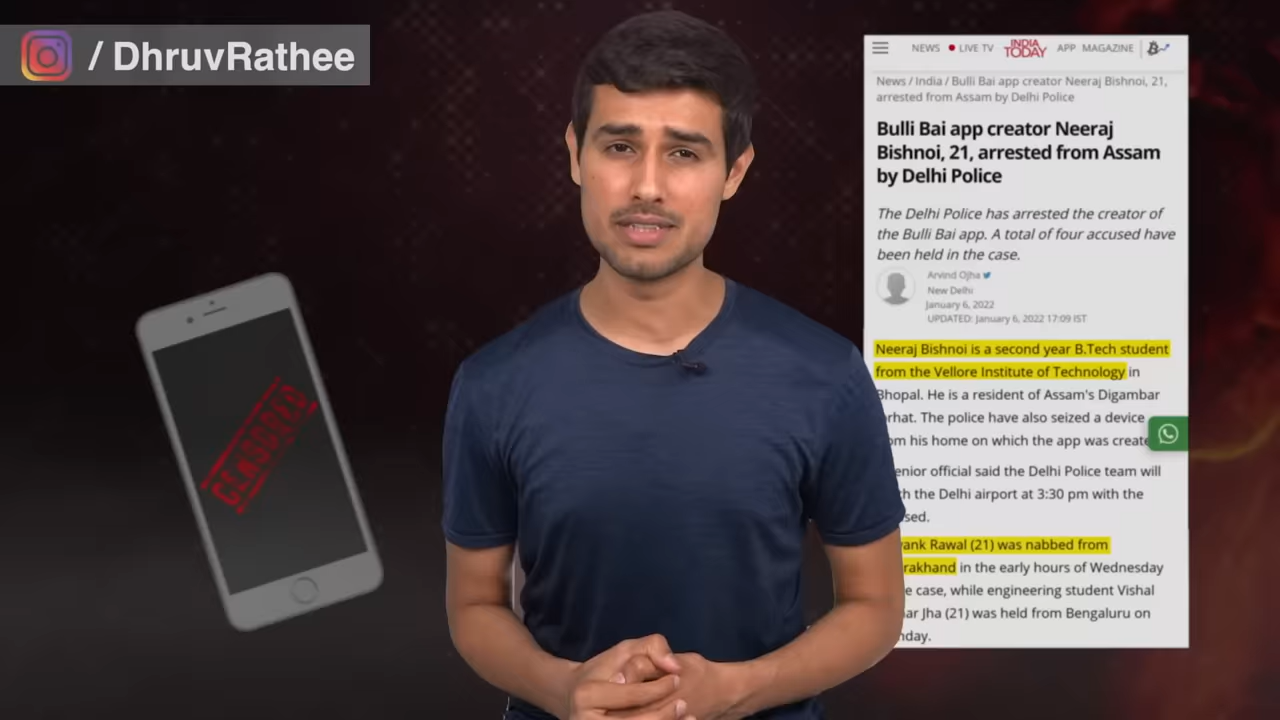 / DhruvRathee
CENSORED
NEWS LIVE TV INDIA TODAY APP MAGAZINE
News / India / Bulli Bai app creator Neeraj Bishnoi, 21,
arrested from Assam by Delhi Police
Bulli Bai app creator Neeraj
Bishnoi, 21, arrested from Assam
by Delhi Police
The Delhi Police has arrested the creator of
the Bulli Bai app. A total of four accused have
been held in the case.
Arvind Ojha
New Delhi
January 6, 2022
UPDATED: January 6, 2022 17:09 IST
Neeraj Bishnoi is a second year B.Tech student
from the Vellore Institute of Technology in
Bhopal. He is a resident of Assam's Digambar
. The police have also seized a device
his home on which the app was
official said the Delhi Police team will
the Delhi airport at 3:30 pm with the
Rawal (21) was nabbed from
in the early hours of Wednesday
case, while engineering student Vishal
Jha (21) was held from Bengaluru on